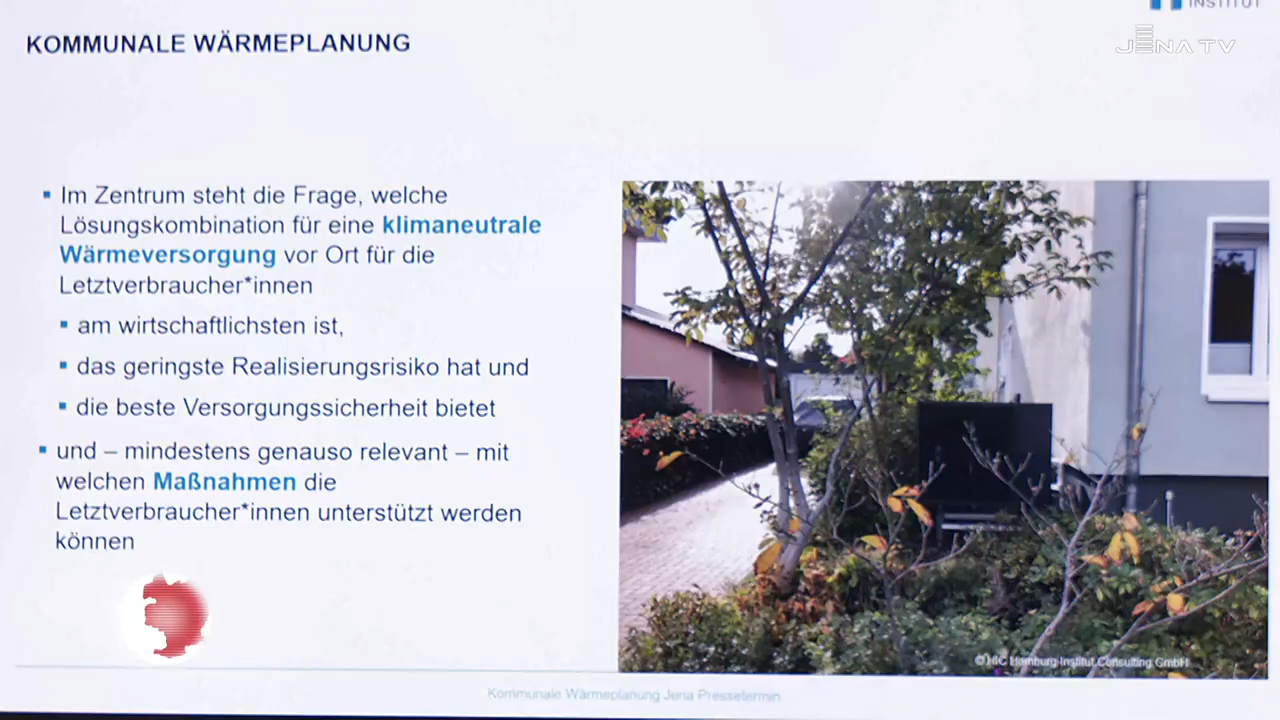 INSTITUT
JENA TV
KOMMUNALE WÄRMEPLANUNG
Im Zentrum steht die Frage, welche
Lösungskombination für eine klimaneutrale
Wärmeversorgung vor Ort für die
Letztverbraucher*innen
am wirtschaftlichsten ist,
das geringste Realisierungsrisiko hat und
die beste Versorgungssicherheit bietet
und – mindestens genauso relevant – mit
welchen Maßnahmen die
Letztverbraucher*innen unterstützt werden
können
© HIC Hamburg Institut Consulting GmbH
Kommunale Wärmeplanung Jena Pressetermin